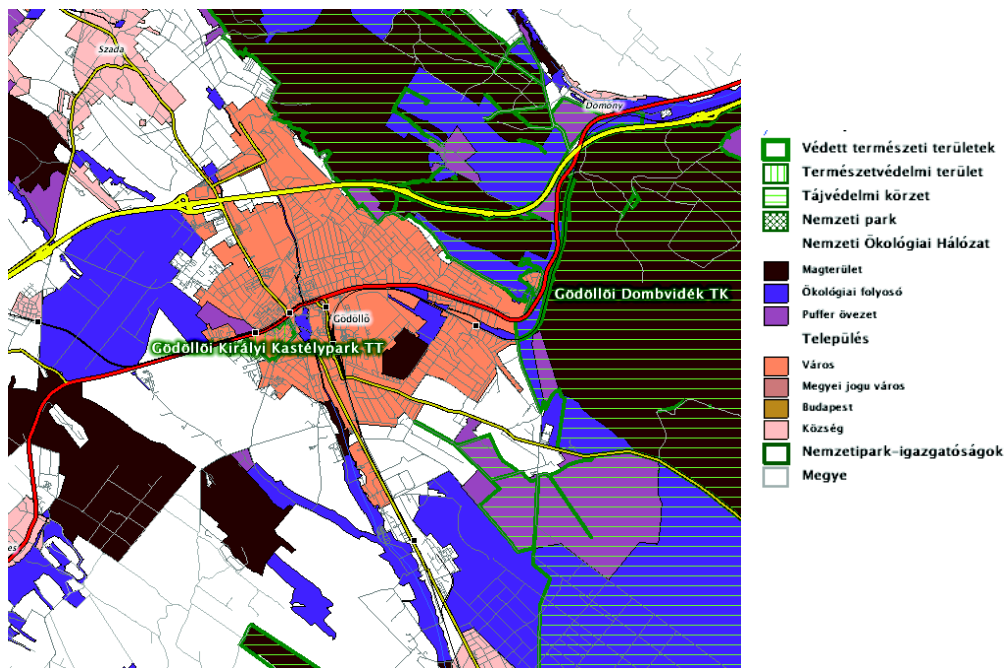 Szada
Domony
Gödöllői Dombvidék TK
Gödöllő
Gödöllői Királyi Kastélypark TT
es
Védett természeti területek
Természetvédelmi terület
Tájvédelmi körzet
Nemzeti park
Nemzeti Ökológiai Hálózat
Magterület
Ökológiai folyosó
Puffer övezet
Település
Város
Megyei jogu város
Budapest
Község
Nemzetipark-igazgatóságok
Megye